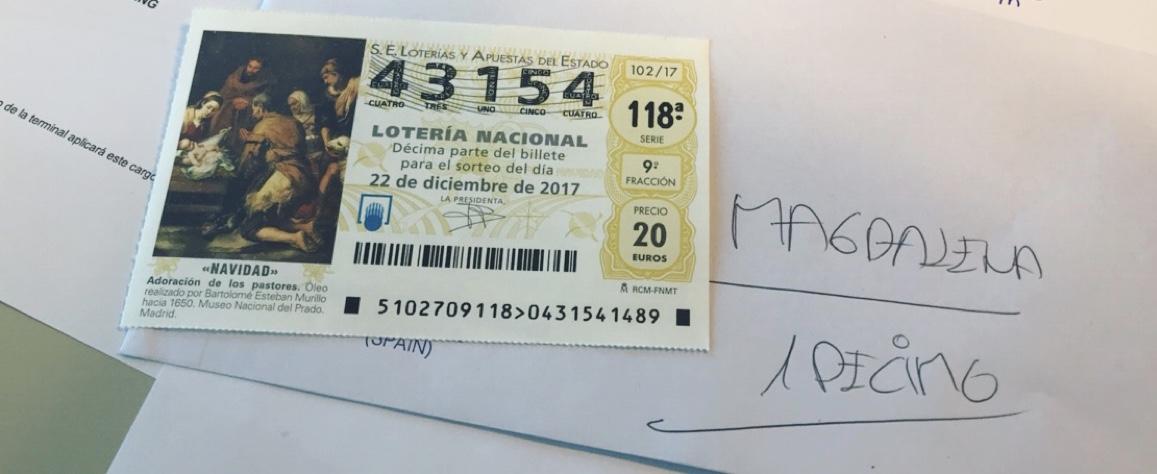 NG
o de la terminal aplicará este cargo
S.E. LOTERÍAS Y APUESTAS DEL ESTADO
43154
CUATRO TRES UNO CINCO CUATRO
LOTERÍA NACIONAL
Décima parte del billete
para el sorteo del día
22 de diciembre de 2017
LA PRESIDENTA,
102/17
118ª
SERIE
9ª
FRACCIÓN
PRECIO
20
EUROS
RCM-FNMT
«NAVIDAD»
Adoración de los pastores. Óleo
realizado por Bartolomé Esteban Murillo
hacia 1650. Museo Nacional del Prado.
Madrid.
5102709118>0431541489
(SPAIN)
MAGDALENA
1 DÉCIMO